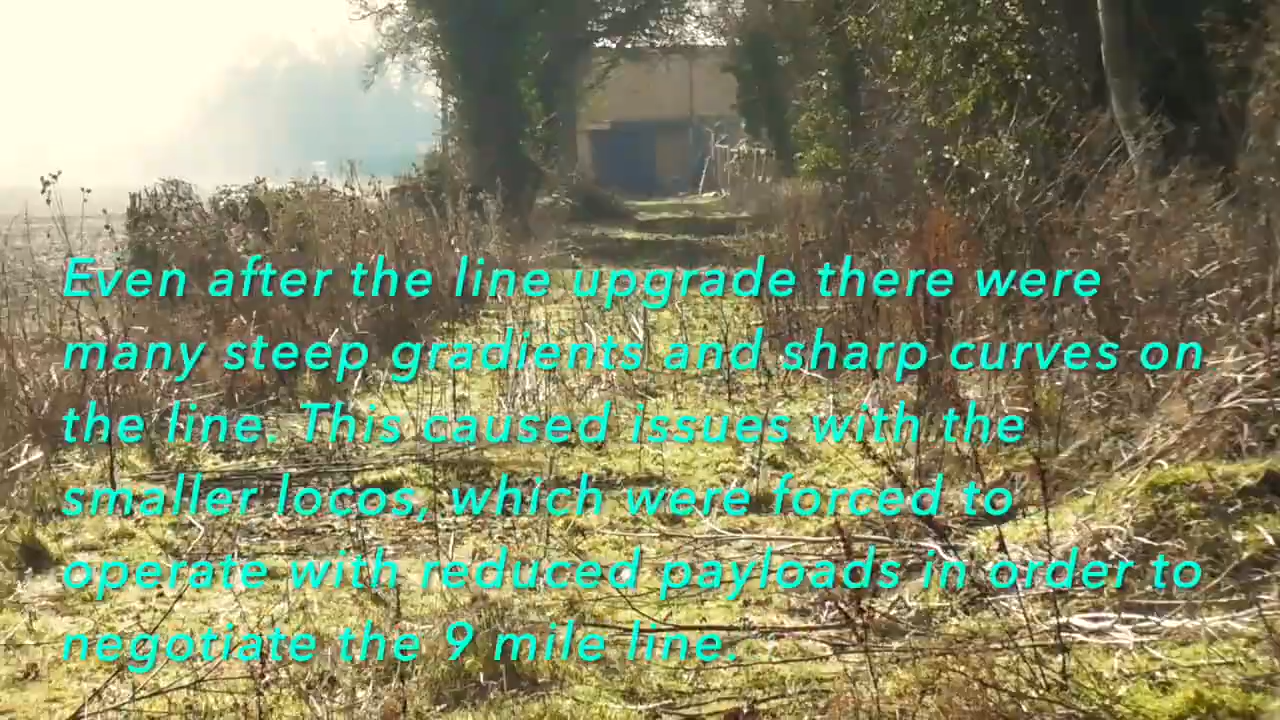 Even after the line upgrade there were
many steep gradients and sharp curves on
the line. This caused issues with the
smaller locos, which were forced to
operate with reduced payloads in order to
negotiate the 9 mile line.